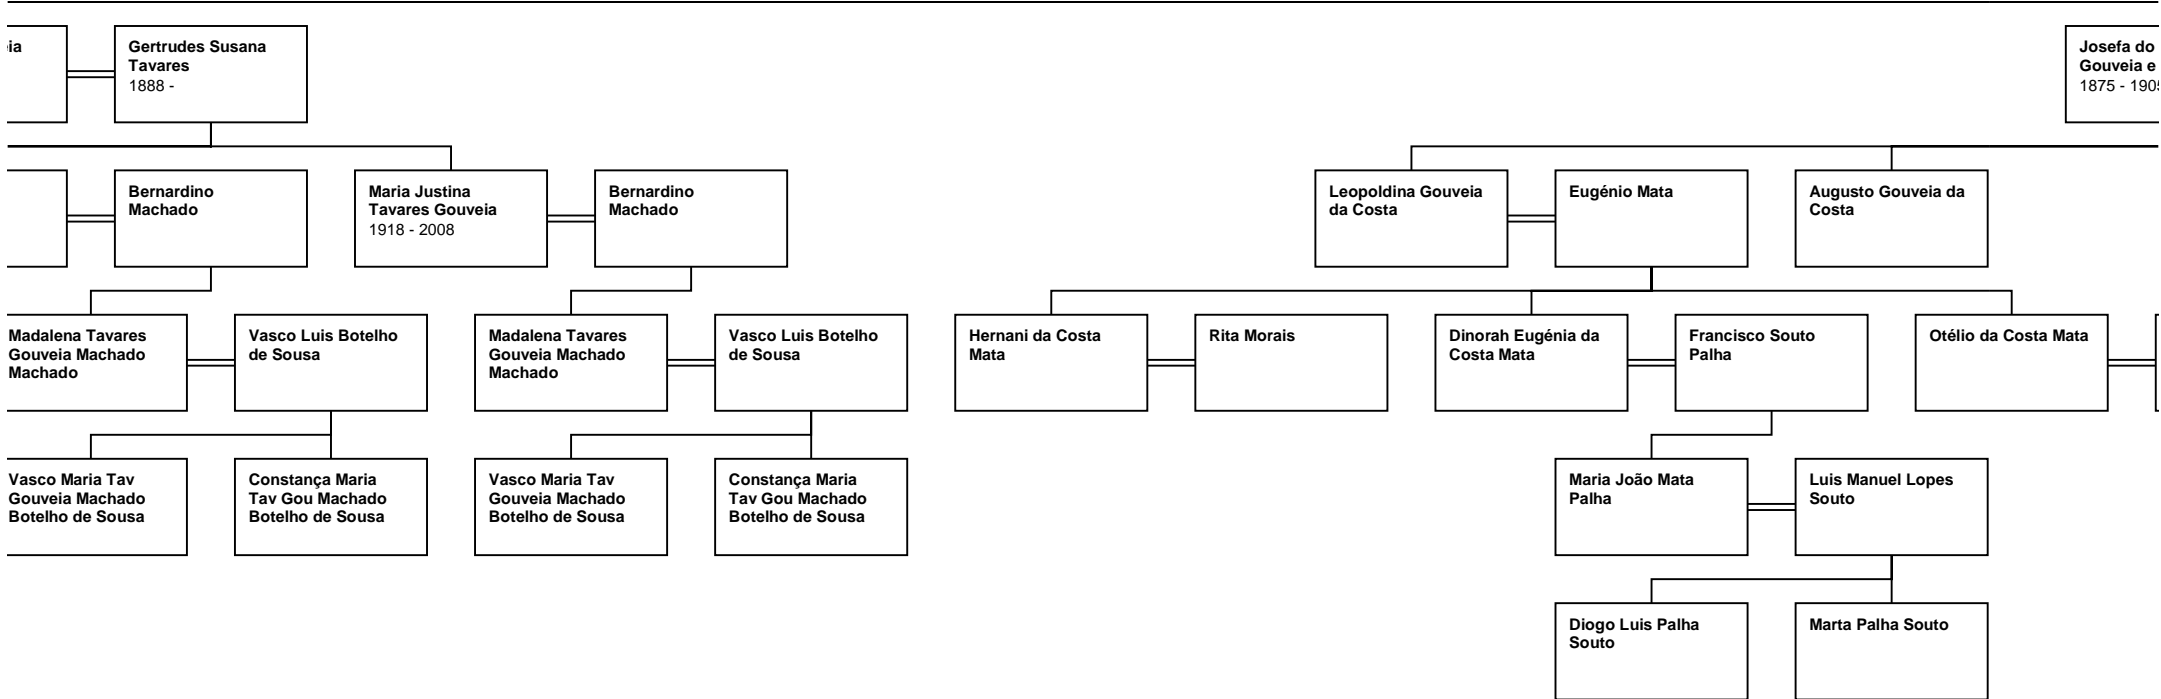 Gertrudes Susana
Tavares
1888 -
Josefa do
Gouveia e
1875 - 1905
Bernardino
Machado
Maria Justina
Tavares Gouveia
1918 - 2008
Bernardino
Machado
Leopoldina Gouveia
da Costa
Eugénio Mata
Augusto Gouveia da
Costa
Madalena Tavares
Gouveia Machado
Machado
Vasco Luis Botelho
de Sousa
Madalena Tavares
Gouveia Machado
Machado
Vasco Luis Botelho
de Sousa
Hernani da Costa
Mata
Rita Morais
Dinorah Eugénia da
Costa Mata
Francisco Souto
Palha
Otélio da Costa Mata
Vasco Maria Tav
Gouveia Machado
Botelho de Sousa
Constança Maria
Tav Gou Machado
Botelho de Sousa
Vasco Maria Tav
Gouveia Machado
Botelho de Sousa
Constança Maria
Tav Gou Machado
Botelho de Sousa
Maria João Mata
Palha
Luis Manuel Lopes
Souto
Diogo Luis Palha
Souto
Marta Palha Souto